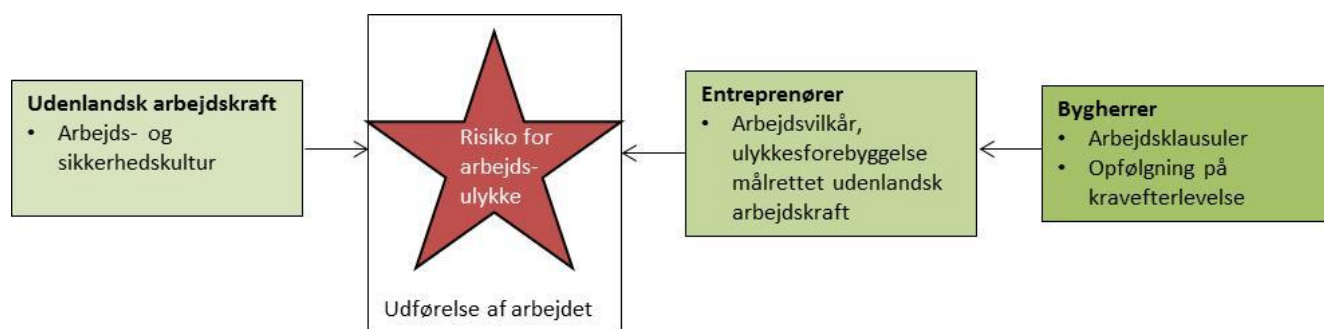 Udenlandsk arbejdskraft
• Arbejds- og
sikkerhedskultur
Risiko for
arbejds-
ulykke
Udførelse af arbejdet
Entreprenører
• Arbejdsvilkår,
ulykkesforebyggelse
målrettet udenlandsk
arbejdskraft
Bygherrer
• Arbejdsklausuler
• Opfølgning på
kravefterlevelse